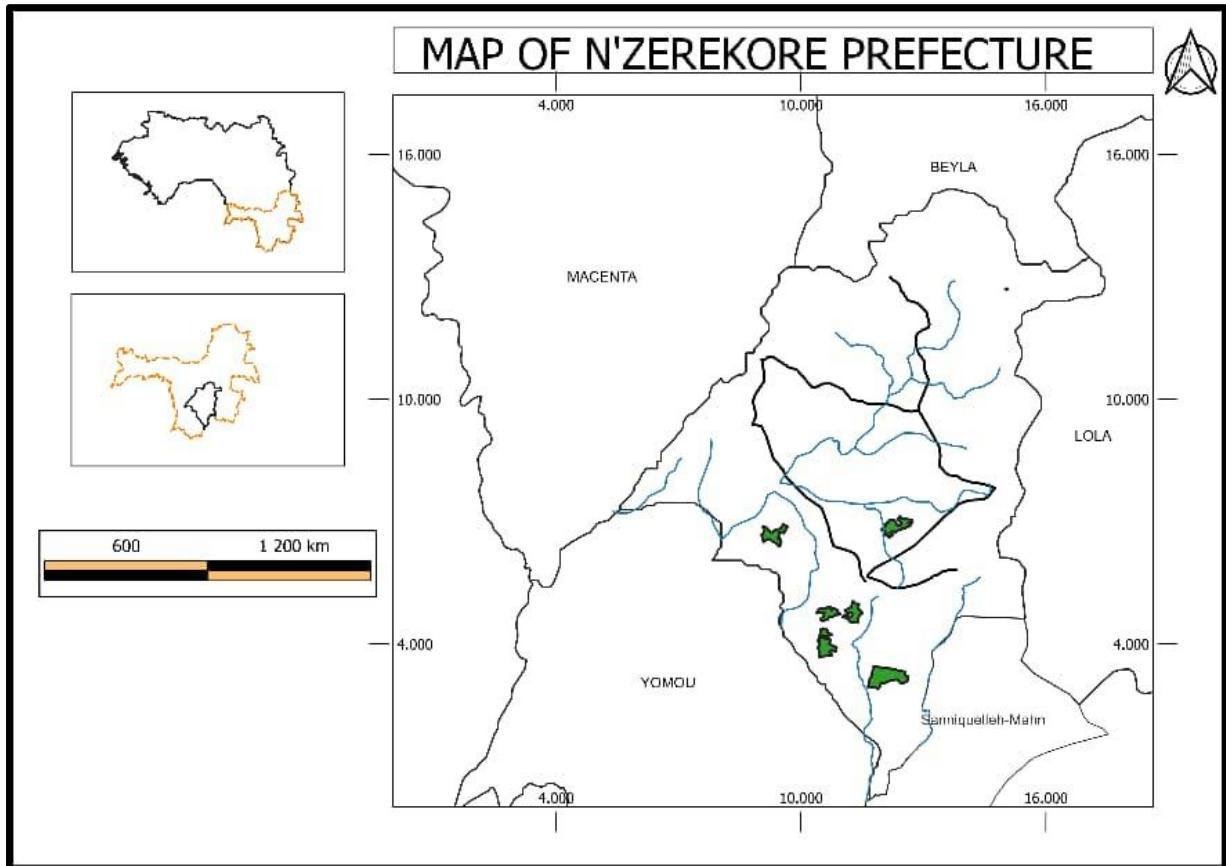 MAP OF N'ZEREKORE PREFECTURE
4.000 10.000 16.000
16.000 16.000
BEYLA
MACENTA
10.000 10.000
LOLA
600 1 200 km
4.000 4.000
YOMOU
Sanniquelleh-Mahn
4.000 10.000 16.000